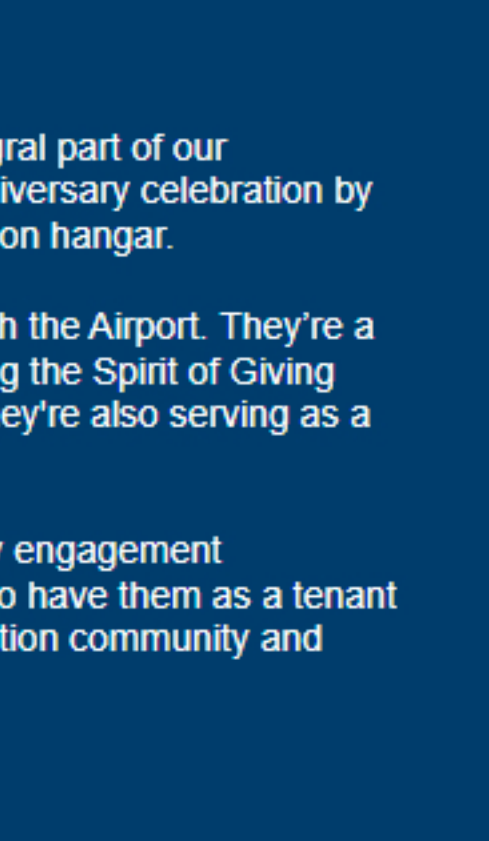 gral part of our
iversary celebration by
on hangar.
h the Airport. They’re a
g the Spirit of Giving
ey're also serving as a
y engagement
o have them as a tenant
tion community and